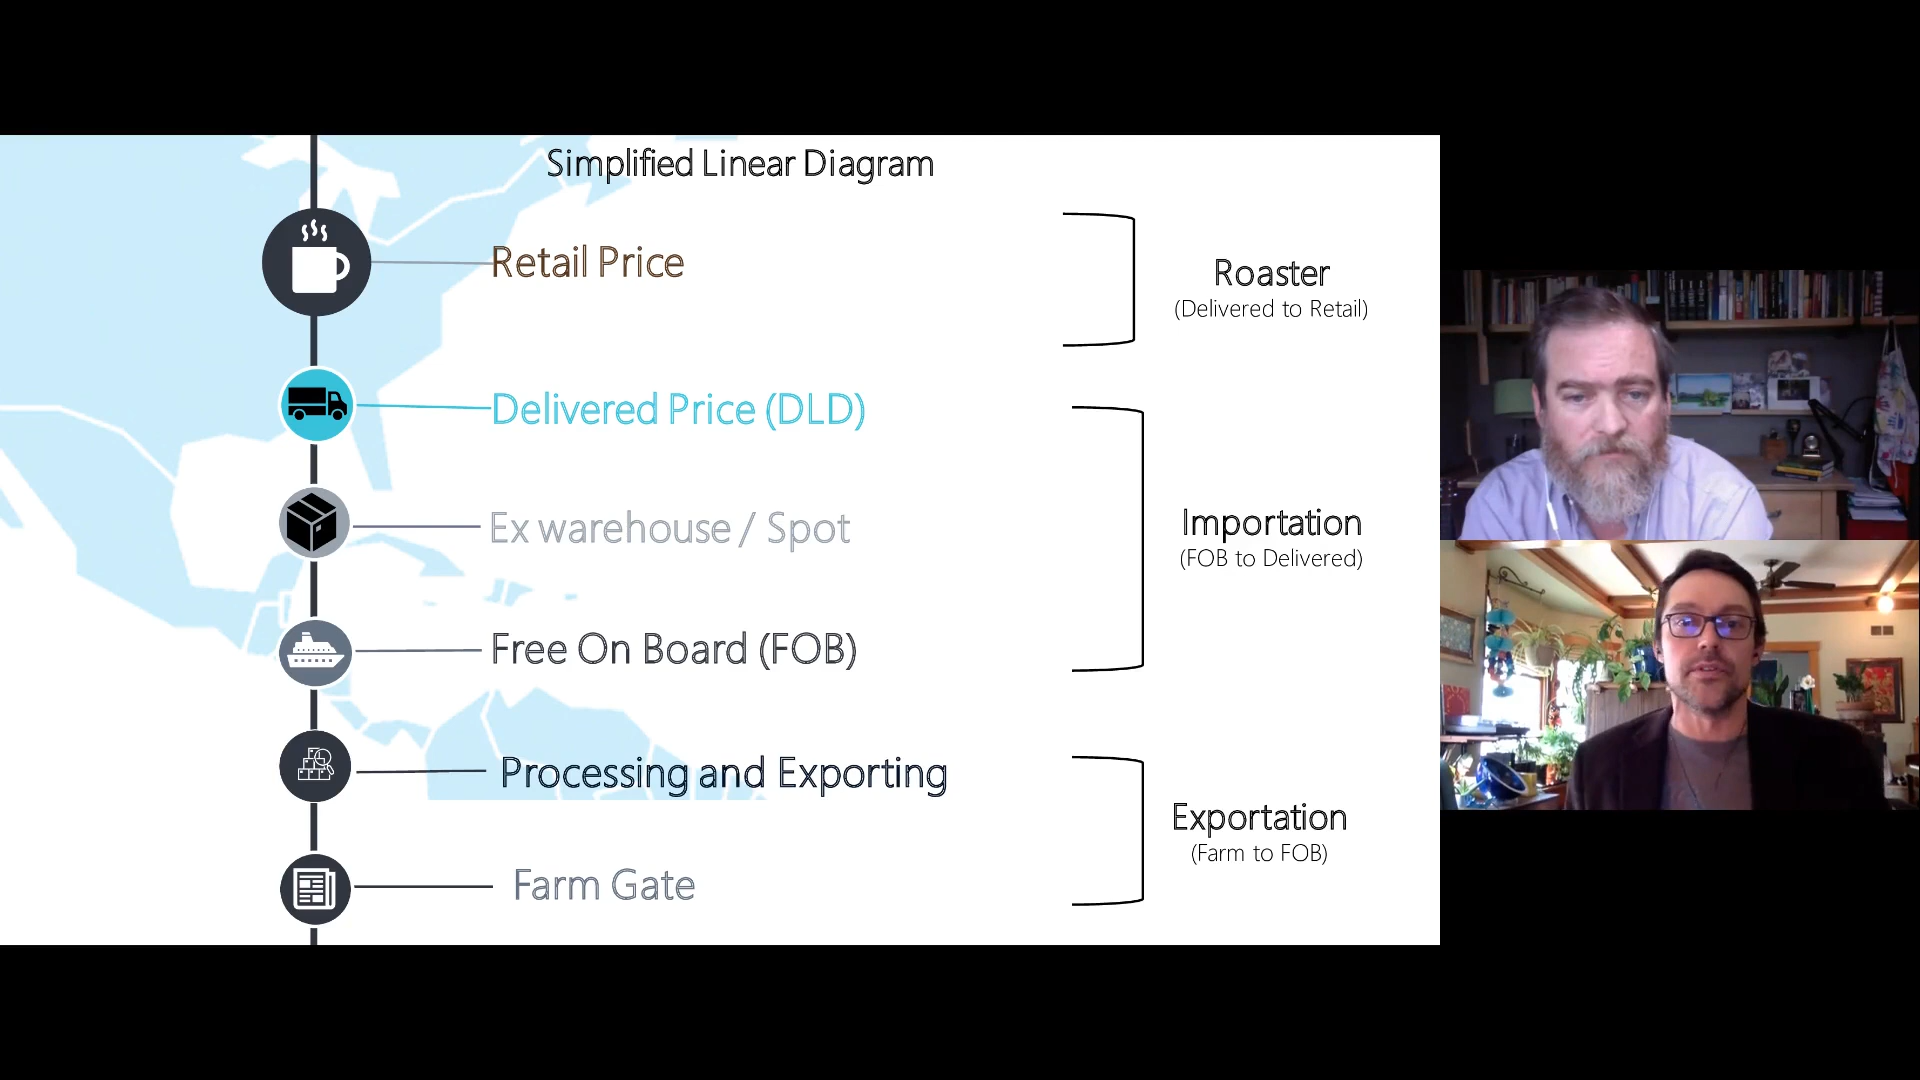 Simplified Linear Diagram
Retail Price
Roaster
(Delivered to Retail)
Delivered Price (DLD)
Ex warehouse / Spot
Importation
(FOB to Delivered)
Free On Board (FOB)
Processing and Exporting
Exportation
(Farm to FOB)
Farm Gate